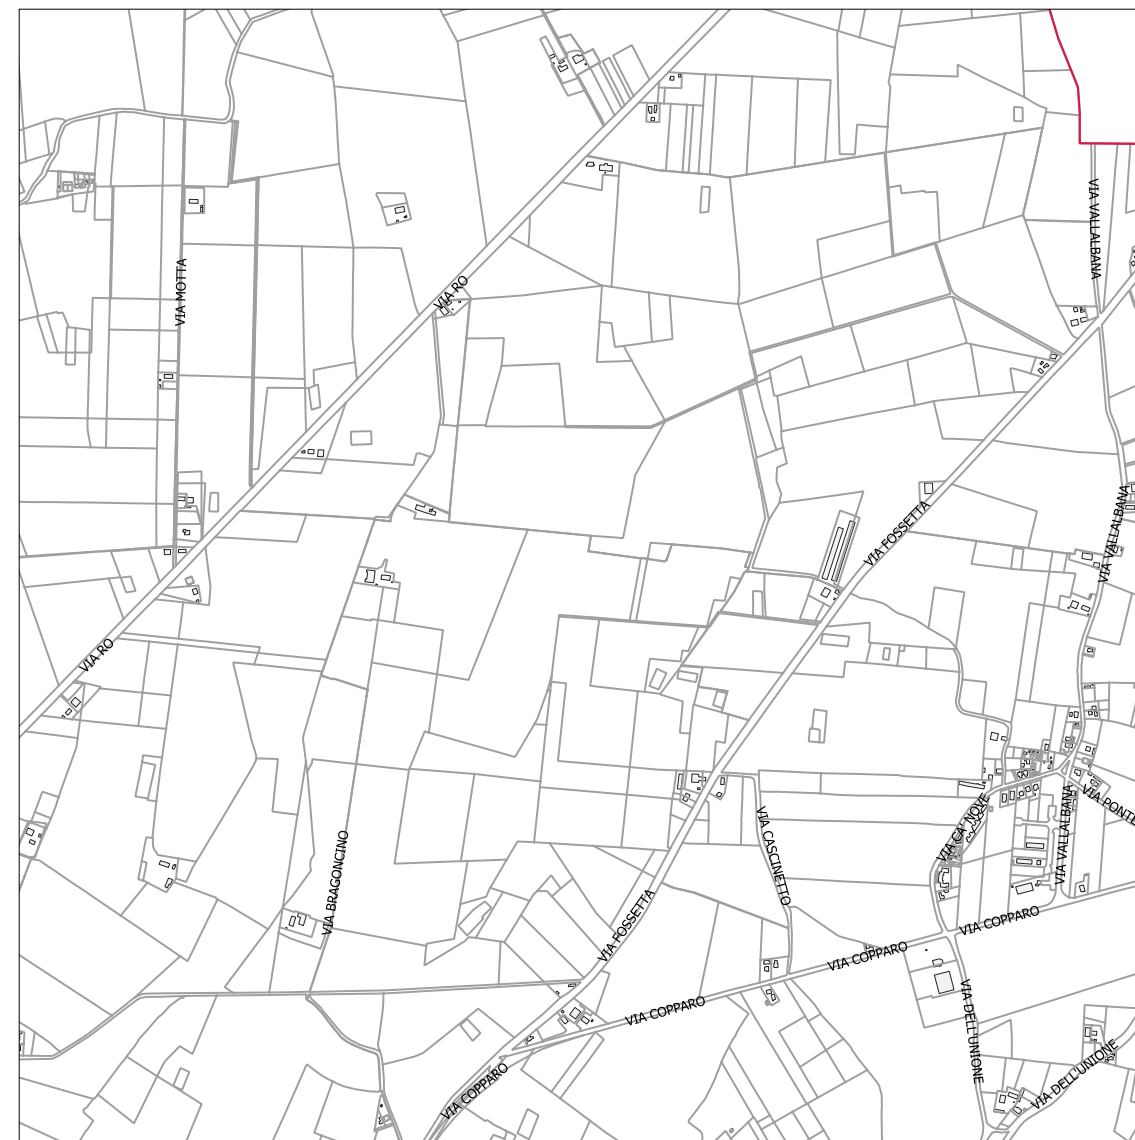 VIA VALLALBANA
VIA MOTTA
VIA RO
VIA FOSSETTA
VIA VALLALBANA
VIA RO
VIA PONTE
VIA CA' NOVE
VIA VALLALBANA
VIA CASCINETTO
VIA BRAGONCINO
VIA FOSSETTA
VIA COPPARO
VIA COPPARO
VIA COPPARO
VIA DELL'UNIONE
VIA DELL'UNIONE
VIA COPPARO